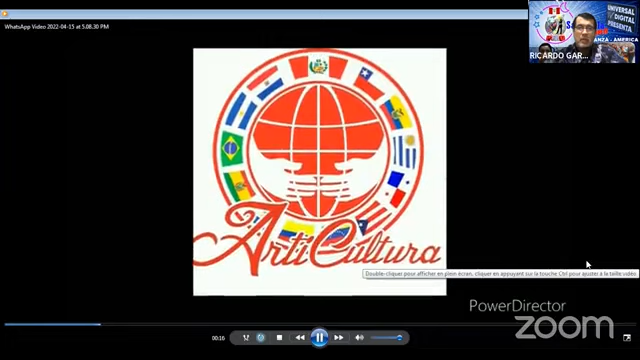 WhatsApp Video 2022-04-15 at 5.08.30 PM
UNIVERSAL
TV DIGITAL
PRESENTA
RICARDO GAR...
ArtiCultura
Double-cliquer pour afficher en plein écran, cliquer en appuyant sur la touche Ctrl pour ajuster à la taille vidéo
PowerDirector
zoom
00:16